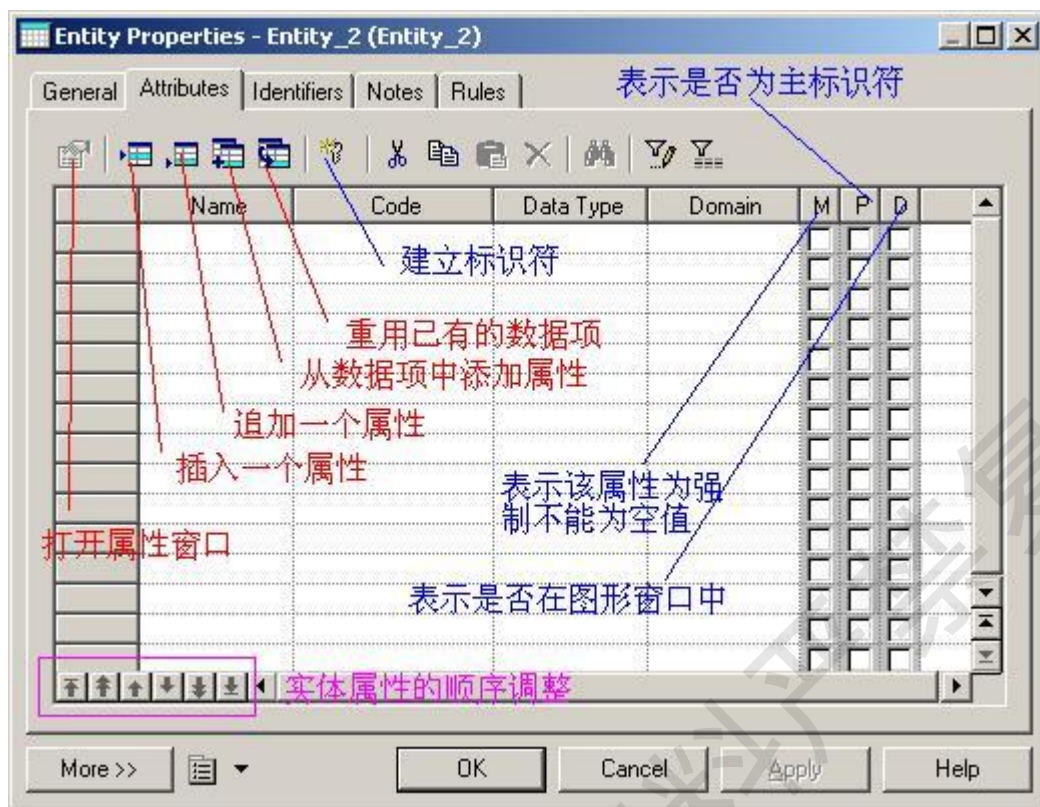 Entity Properties - Entity_2 (Entity_2)
General Attributes Identifiers Notes Rules
表示是否为主标识符
Name Code Data Type Domain M P D
建立标识符
重用已有的数据项
从数据项中添加属性
追加一个属性
插入一个属性
表示该属性为强
制不能为空值
打开属性窗口
表示是否在图形窗口中
实体属性的顺序调整
More >> OK Cancel Apply Help
料严禁